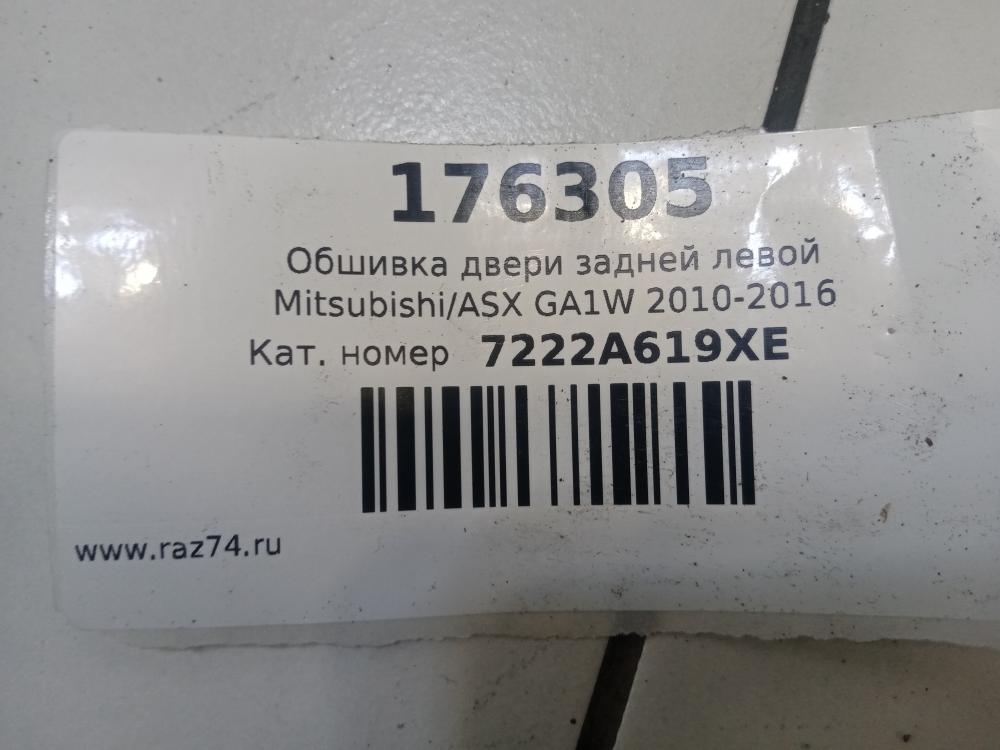 176305
Обшивка двери задней левой
Mitsubishi/ASX GA1W 2010-2016
Кат. номер 7222A619XE
www.raz74.ru